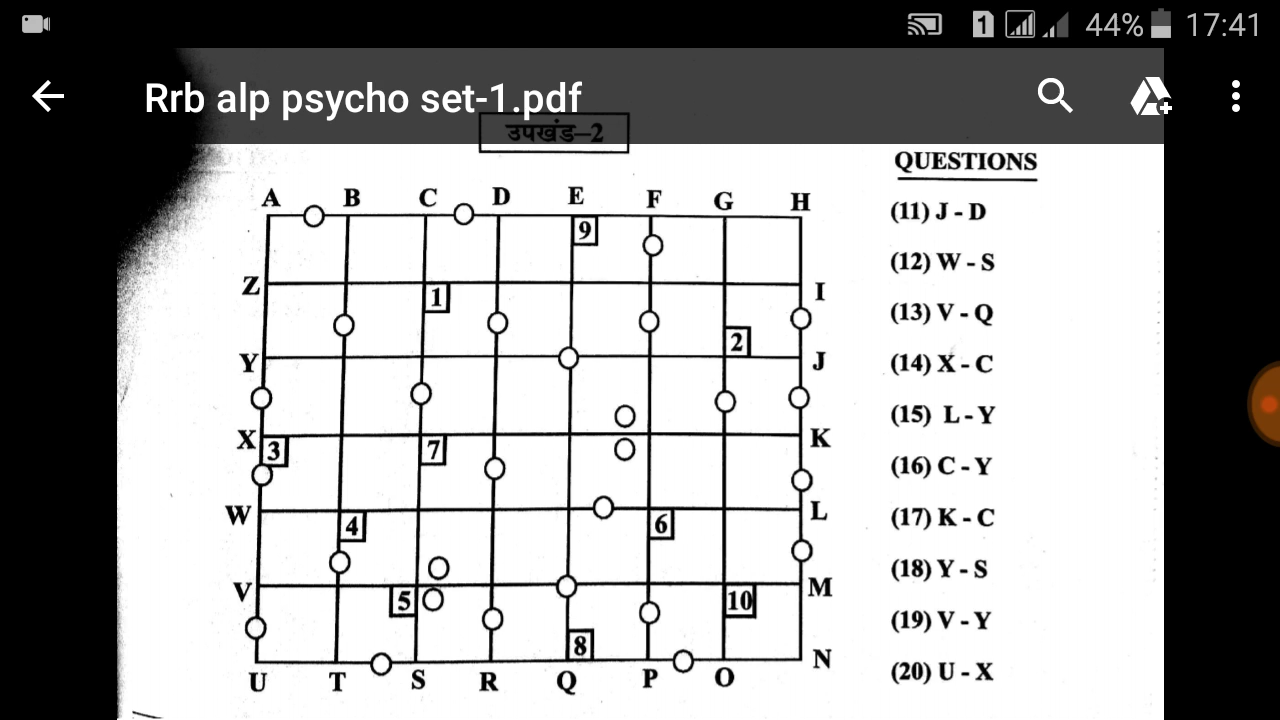 1 44% 17:41
Rrb alp psycho set-1.pdf
उपखंड–2
QUESTIONS
A B C D E F G H
9
(11) J - D
Z I
1
(12) W - S
2
(13) V - Q
Y J
(14) X - C
X K
3 7
(15) L - Y
(16) C - Y
W L
4 6
(17) K - C
V M
5 10
(18) Y - S
8
(19) V - Y
U T S R Q P O N
(20) U - X